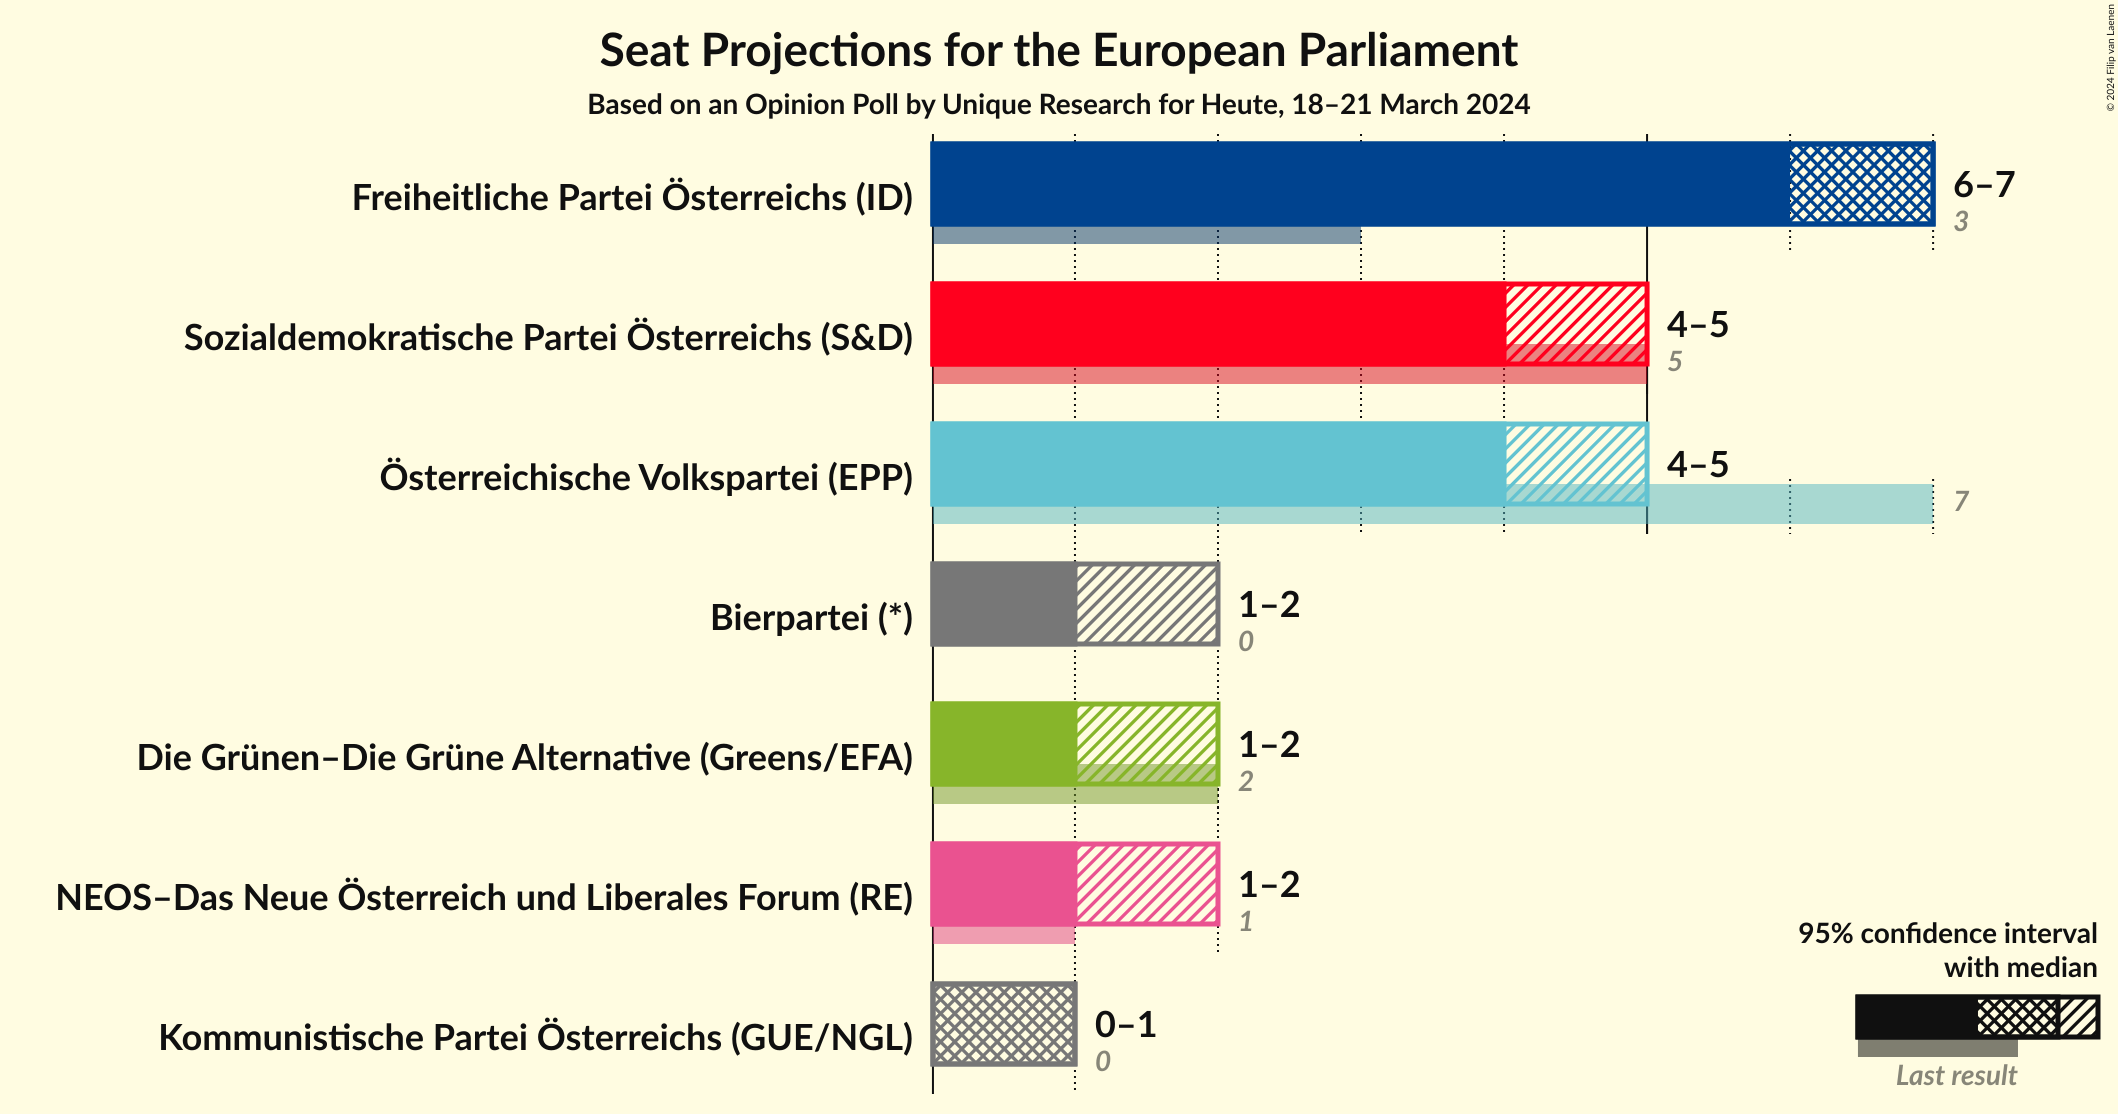 Seat Projections for the European Parliament
Based on an Opinion Poll by Unique Research for Heute, 18–21 March 2024
© 2024 Filip van Laenen
Freiheitliche Partei Österreichs (ID)
6–7
3
Sozialdemokratische Partei Österreichs (S&D)
4–5
5
Österreichische Volkspartei (EPP)
4–5
7
Bierpartei (*)
1–2
0
Die Grünen–Die Grüne Alternative (Greens/EFA)
1–2
2
NEOS–Das Neue Österreich und Liberales Forum (RE)
1–2
1
Kommunistische Partei Österreichs (GUE/NGL)
0–1
0
95% confidence interval
with median
Last result